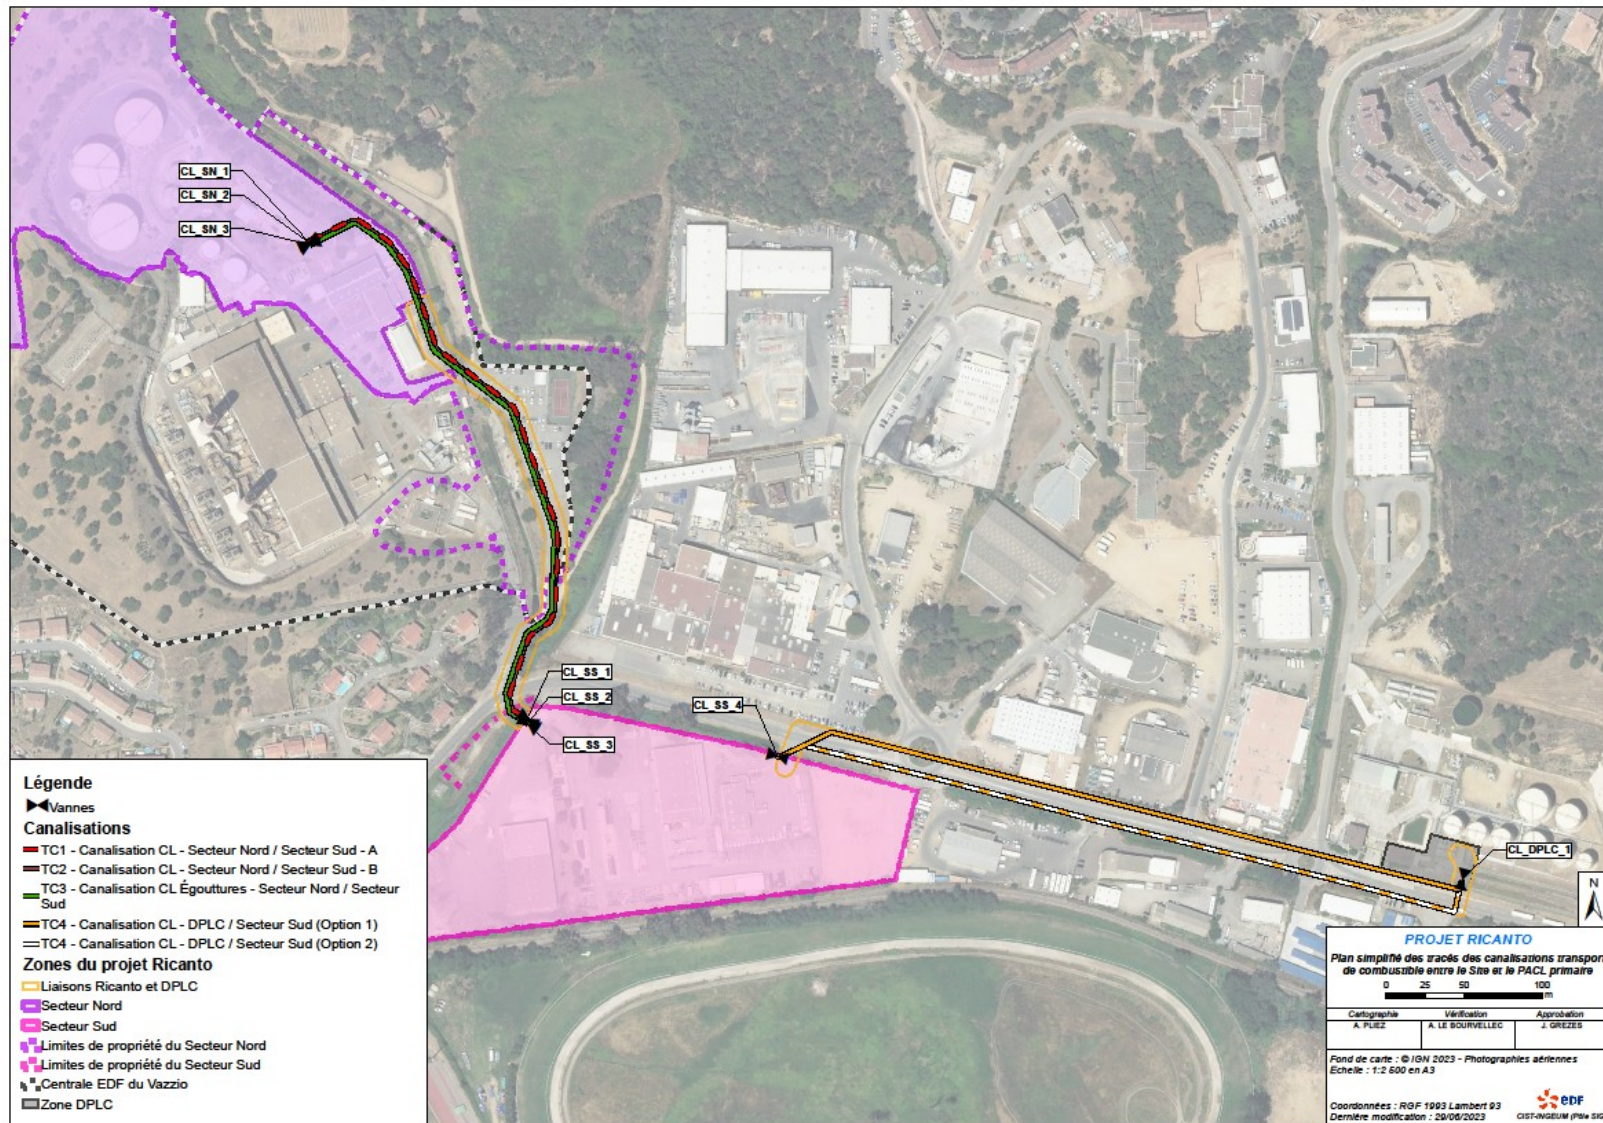 CL_SN_1
CL_SN_2
CL_SN_3
CL_SS_1
CL_SS_2
CL_SS_3
CL_SS_4
CL_DPLC_1
Légende
Vannes
Canalisations
TC1 - Canalisation CL - Secteur Nord / Secteur Sud - A
TC2 - Canalisation CL - Secteur Nord / Secteur Sud - B
TC3 - Canalisation CL Égouttures - Secteur Nord / Secteur
Sud
TC4 - Canalisation CL - DPLC / Secteur Sud (Option 1)
TC4 - Canalisation CL - DPLC / Secteur Sud (Option 2)
Zones du projet Ricanto
Liaisons Ricanto et DPLC
Secteur Nord
Secteur Sud
Limites de propriété du Secteur Nord
Limites de propriété du Secteur Sud
Centrale EDF du Vazzio
Zone DPLC
N
PROJET RICANTO
Plan simplifié des tracés des canalisations transport
de combustible entre le Site et le PACL primaire
0 25 50 100
m
Cartographie Vérification Approbation
A. PLIEZ A. LE BOURVELLEC J. GREZES
Fond de carte : © IGN 2023 - Photographies aériennes
Echelle : 1:2 500 en A3
Coordonnées : RGF 1993 Lambert 93
Dernière modification : 29/06/2023
EDF
CIST-INGEUM (Pôle SIG